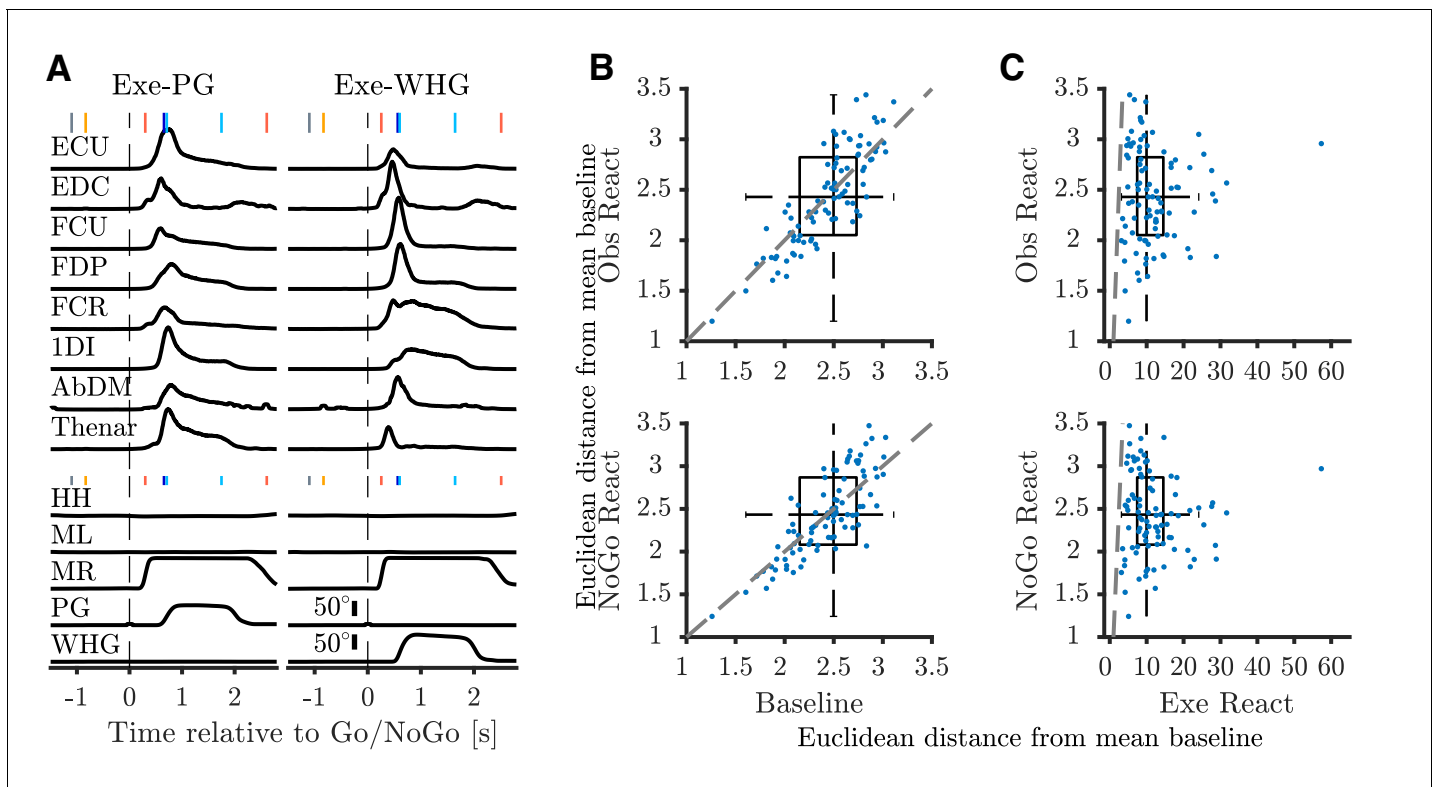 A
Exe-PG
Exe-WHG
ECU
EDC
FCU
FDP
FCR
1DI
AbDM
Thenar
HH
ML
MR
PG
WHG
50°
50°
-1 0 1 2
-1 0 1 2
Time relative to Go/NoGo [s]
B
Euclidean distance from mean baseline
Obs React
3.5
3
2.5
2
1.5
1
1 1.5 2 2.5 3 3.5
NoGo React
3.5
3
2.5
2
1.5
1
1 1.5 2 2.5 3 3.5
Baseline
C
Obs React
3.5
3
2.5
2
1.5
1
0 10 20 30 40 50 60
NoGo React
3.5
3
2.5
2
1.5
1
0 10 20 30 40 50 60
Exe React
Euclidean distance from mean baseline